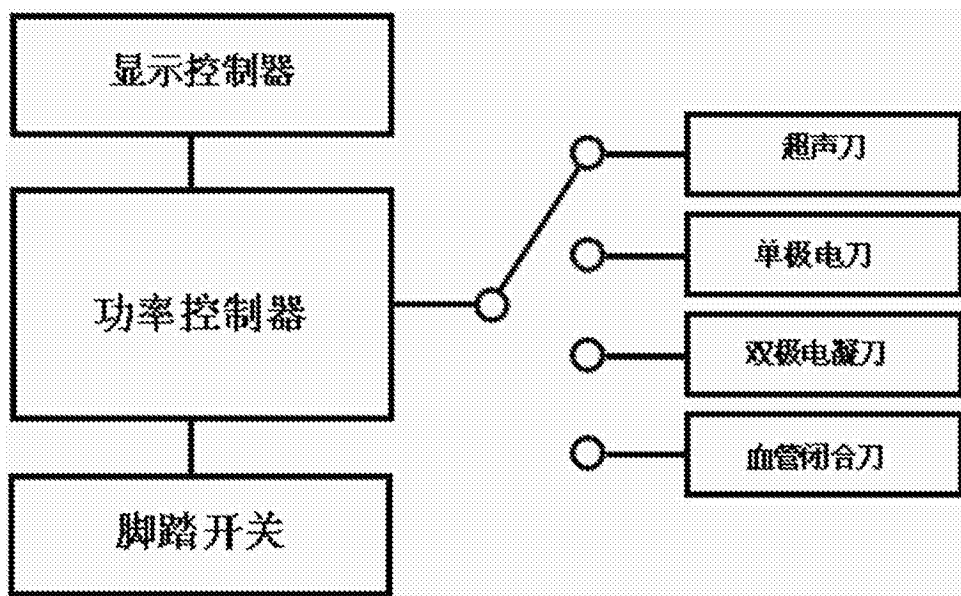 显示控制器
功率控制器
脚踏开关
超声刀
单极电刀
双极电凝刀
血管闭合刀